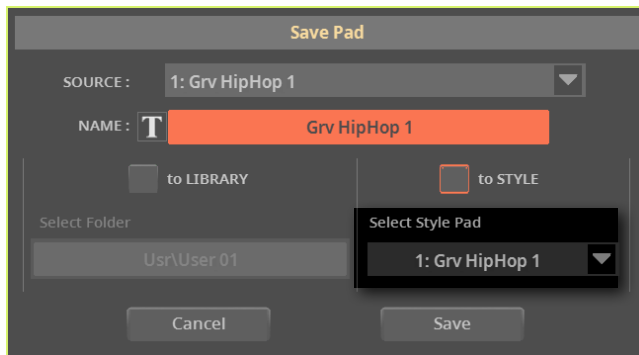 Save Pad
SOURCE : 1: Grv HipHop 1
NAME : T Grv HipHop 1
to LIBRARY to STYLE
Select Folder Select Style Pad
Usr\User 01 1: Grv HipHop 1
Cancel Save